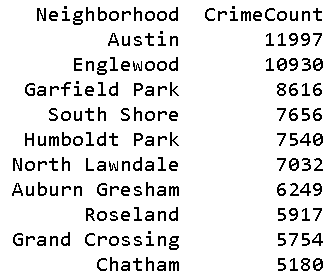 Neighborhood CrimeCount
Austin 11997
Englewood 10930
Garfield Park 8616
South Shore 7656
Humboldt Park 7540
North Lawndale 7032
Auburn Gresham 6249
Roseland 5917
Grand Crossing 5754
Chatham 5180